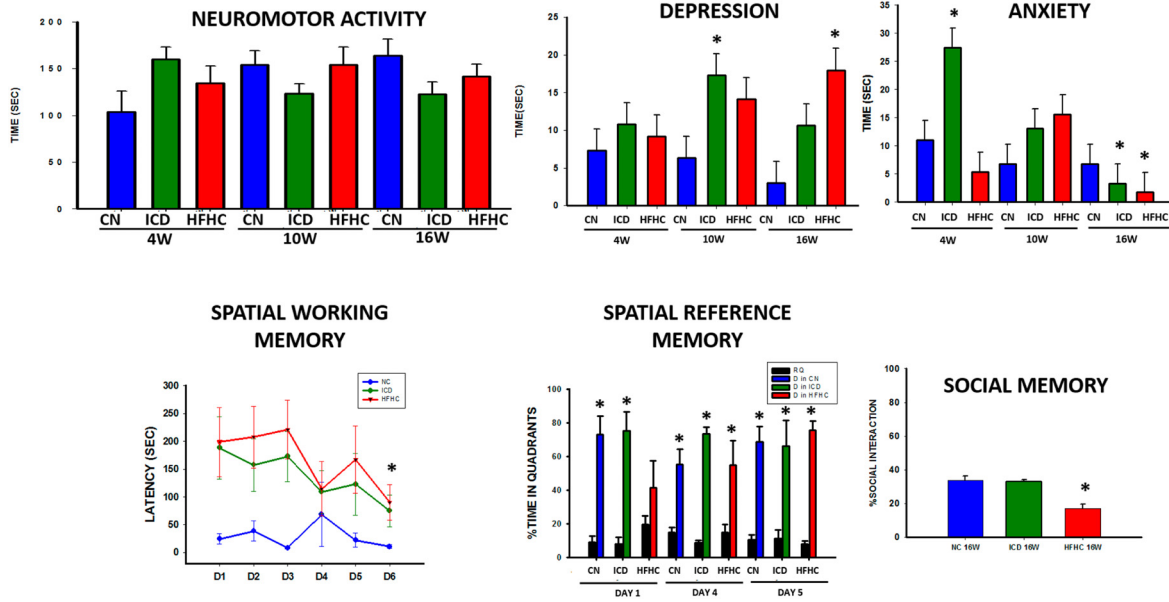 NEUROMOTOR ACTIVITY
TIME (SEC)
200
150
100
50
0
CN ICD HFHC CN ICD HFHC CN ICD HFHC
4W 10W 16W
DEPRESSION
TIME(SEC)
25
20
15
10
5
0
*
*
CN ICD HFHC CN ICD HFHC CN ICD HFHC
4W 10W 16W
ANXIETY
TIME (SEC)
35
30
25
20
15
10
5
0
*
*
*
CN ICD HFHC CN ICD HFHC CN ICD HFHC
4W 10W 16W
SPATIAL WORKING
MEMORY
NC
ICD
HFHC
LATENCY (SEC)
300
250
200
150
100
50
0
*
D1 D2 D3 D4 D5 D6
SPATIAL REFERENCE
MEMORY
RQ
D in CN
D in ICD
D in HFHC
%TIME IN QUADRANTS
100
80
60
40
20
0
* * * * * * * *
CN ICD HFHC CN ICD HFHC CN ICD HFHC
DAY 1 DAY 4 DAY 5
SOCIAL MEMORY
%SOCIAL INTERACTION
100
80
60
40
20
0
*
NC 16W ICD 16W HFHC 16W